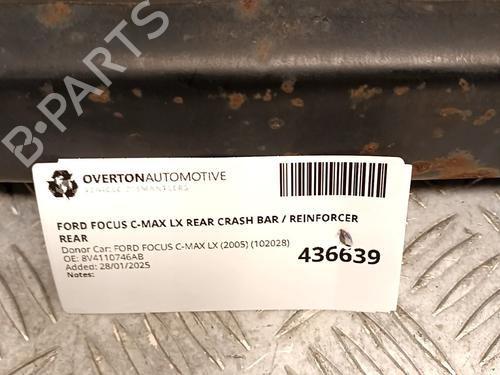 B-PARTS
OVERTONAUTOMOTIVE
VEHICLE DISMANTLERS
FORD FOCUS C-MAX LX REAR CRASH BAR / REINFORCER
REAR
Donor Car: FORD FOCUS C-MAX LX (2005) (102028)
OE: 8V4110746AB
Added: 28/01/2025
Notes:
436639